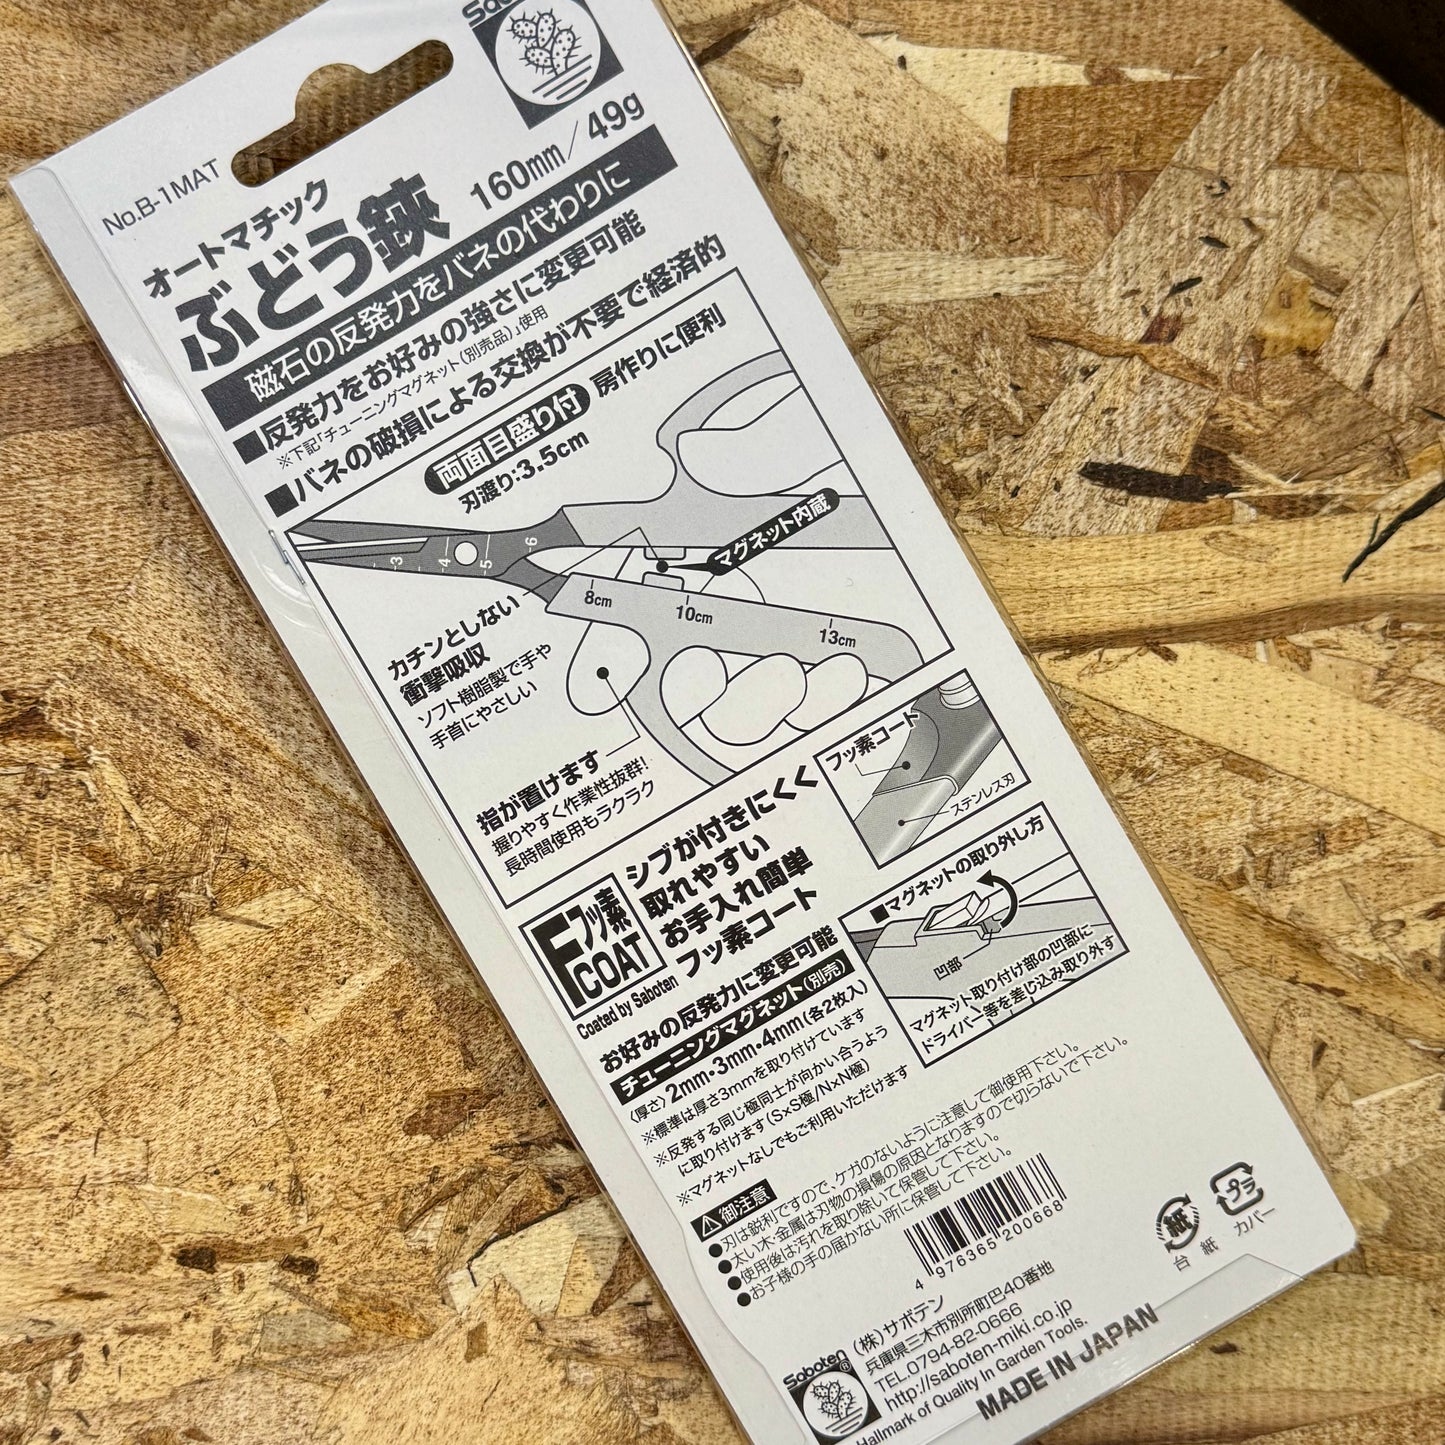 Saboten
No.B-1MAT
オートマチック
ぶどう鋏
160mm/49g
磁石の反発力をバネの代わりに
■反発力をお好みの強さに変更可能
※下記「チューニングマグネット(別売品)」使用
■バネの破損による交換が不要で経済的
両面目盛り付 房作りに便利
刃渡り:3.5cm
マグネット内蔵
3 4 5 6
8cm
10cm
13cm
カチンとしない
衝撃吸収
ソフト樹脂製で手や
手首にやさしい
指が置けます
握りやすく作業性抜群!
長時間使用もラクラク
フッ素コート
ステンレス刃
フッ素
COAT
Coated by Saboten
シブが付きにくく
取れやすい
お手入れ簡単
フッ素コート
■マグネットの取り外し方
凹部
マグネット取り付け部の凹部に
ドライバー等を差じ込み取り外す
お好みの反発力に変更可能
チューニングマグネット(別売)
〈厚さ〉2mm・3mm・4mm(各2枚入)
※標準は厚さ3mmを取り付けています
※反発する同じ極同士が向かい合うよう
に取り付けます(S×S極/N×N極)
※マグネットなしでもご利用いただけます
御注意
●刃は鋭利ですので、ケガのないように注意して御使用下さい。
●太い木・金属は刃物の損傷の原因となりますので切らないで下さい。
●使用後は汚れを取り除いて保管して下さい。
●お子様の手の届かない所に保管して下さい。
4 976365 200668
紙
台紙
プラ
カバー
Saboten
(株)サボテン
兵庫県三木市別所町巴40番地
TEL.0794-82-0666
http://saboten-miki.co.jp
Hallmark of Quality In Garden Tools.
MADE IN JAPAN